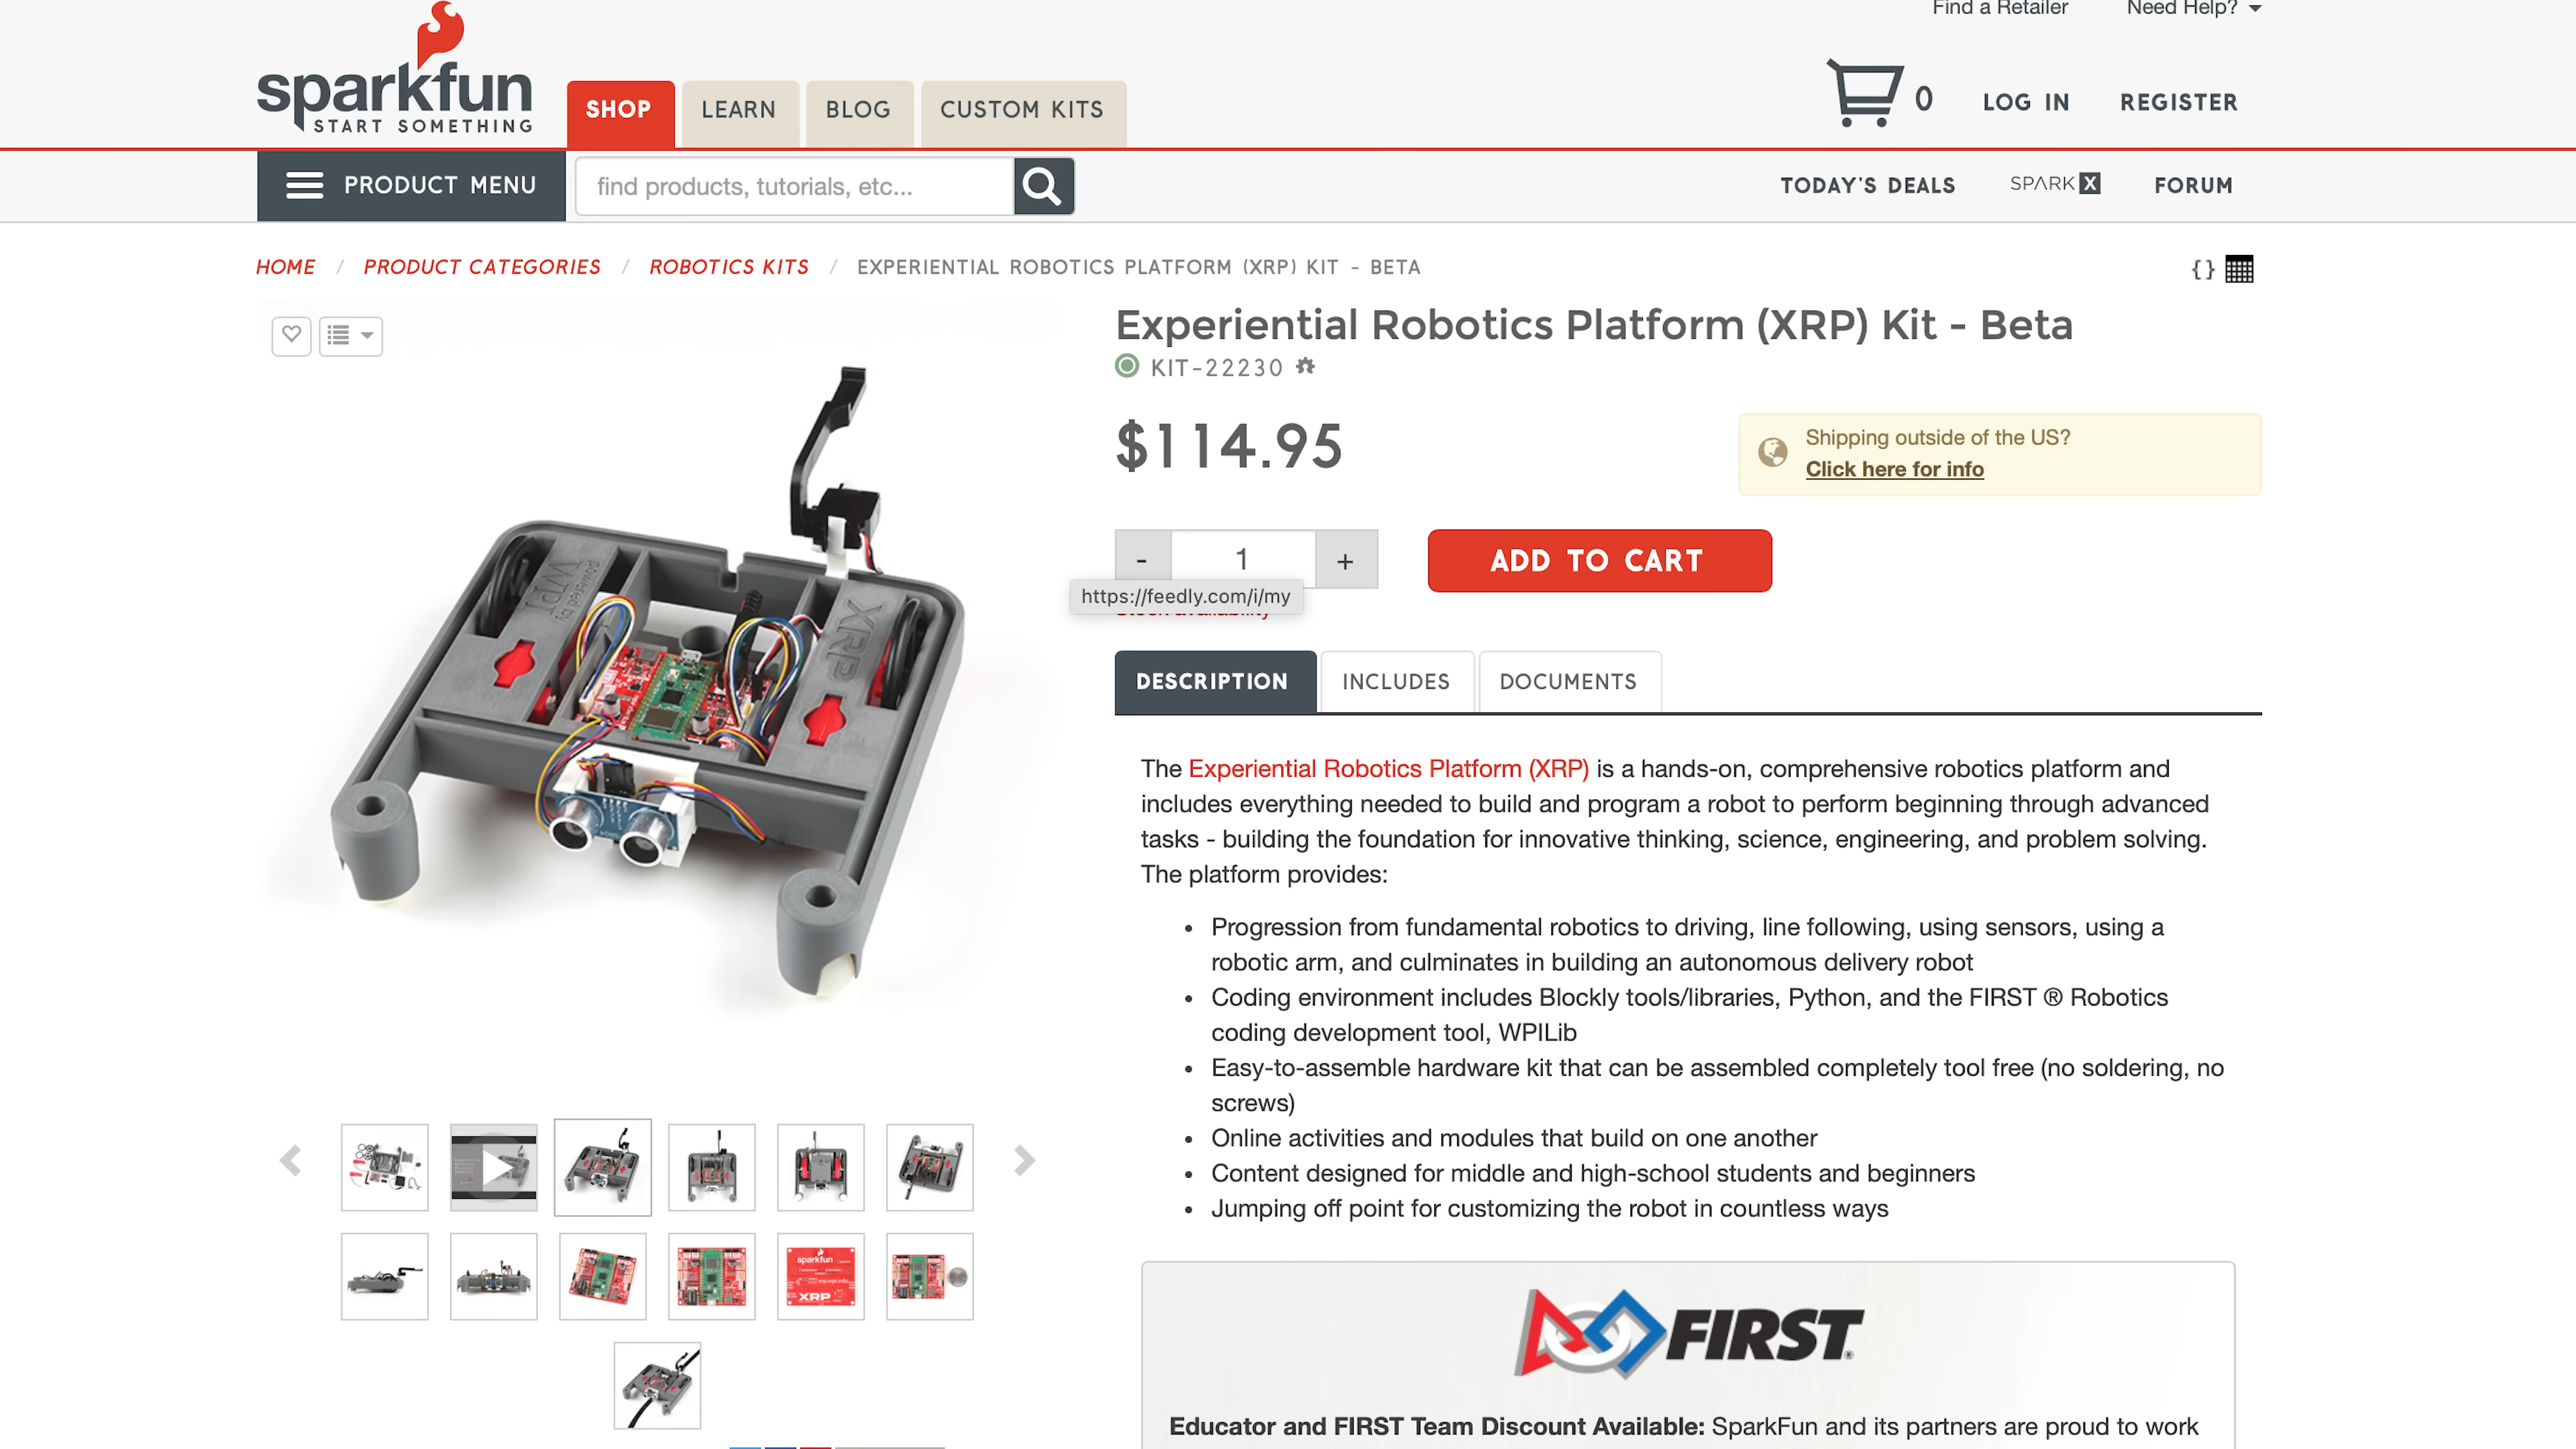 Find a Retailer
Need Help?
sparkfun
START SOMETHING
SHOP
LEARN
BLOG
CUSTOM KITS
0
LOG IN
REGISTER
PRODUCT MENU
find products, tutorials, etc...
TODAY'S DEALS
SPARK X
FORUM
HOME / PRODUCT CATEGORIES / ROBOTICS KITS / EXPERIENTIAL ROBOTICS PLATFORM (XRP) KIT - BETA
{}
Experiential Robotics Platform (XRP) Kit - Beta
KIT-22230
$114.95
Shipping outside of the US?
Click here for info
- 1 +
ADD TO CART
https://feedly.com/i/my
powered by
WPI
XRP
DESCRIPTION
INCLUDES
DOCUMENTS
The Experiential Robotics Platform (XRP) is a hands-on, comprehensive robotics platform and
includes everything needed to build and program a robot to perform beginning through advanced
tasks - building the foundation for innovative thinking, science, engineering, and problem solving.
The platform provides:
• Progression from fundamental robotics to driving, line following, using sensors, using a
robotic arm, and culminates in building an autonomous delivery robot
• Coding environment includes Blockly tools/libraries, Python, and the FIRST ® Robotics
coding development tool, WPILib
• Easy-to-assemble hardware kit that can be assembled completely tool free (no soldering, no
screws)
• Online activities and modules that build on one another
• Content designed for middle and high-school students and beginners
• Jumping off point for customizing the robot in countless ways
sparkfun
XRP
FIRST®
Educator and FIRST Team Discount Available: SparkFun and its partners are proud to work